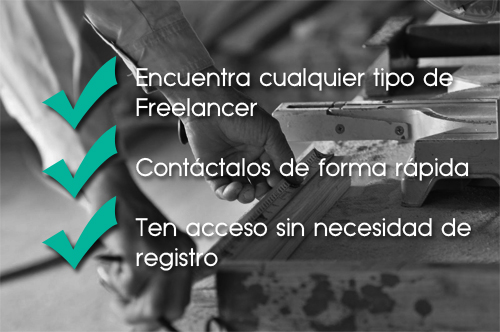 Encuentra cualquier tipo de
Freelancer
Contáctalos de forma rápida
Ten acceso sin necesidad de
registro